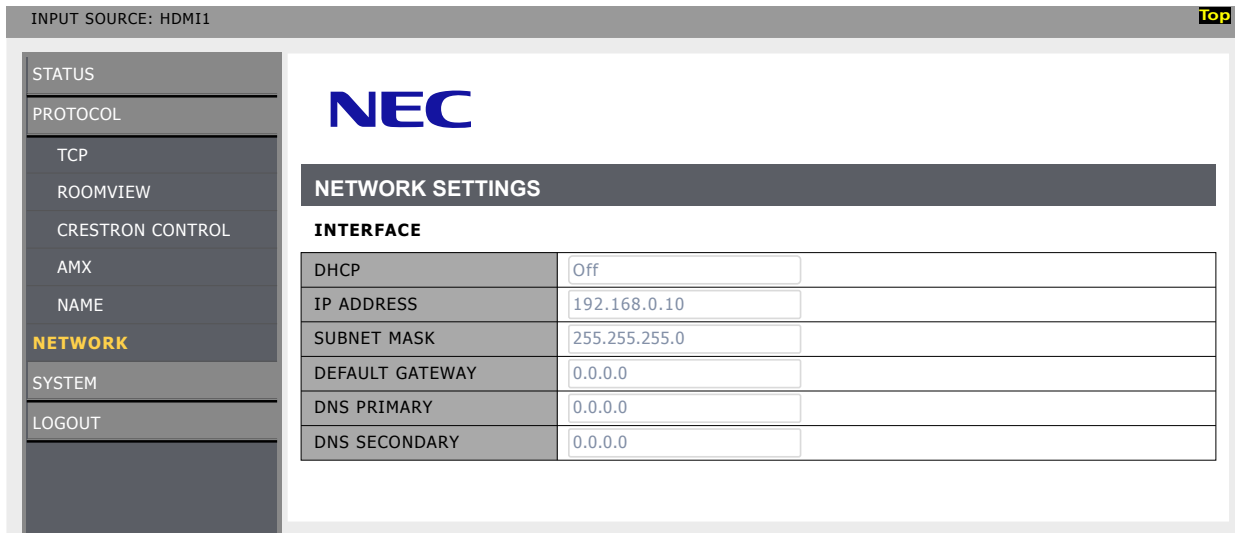 INPUT SOURCE: HDMI1
Top
STATUS
PROTOCOL
TCP
ROOMVIEW
CRESTRON CONTROL
AMX
NAME
NETWORK
SYSTEM
LOGOUT
NEC
NETWORK SETTINGS
INTERFACE
DHCP Off
IP ADDRESS 192.168.0.10
SUBNET MASK 255.255.255.0
DEFAULT GATEWAY 0.0.0.0
DNS PRIMARY 0.0.0.0
DNS SECONDARY 0.0.0.0